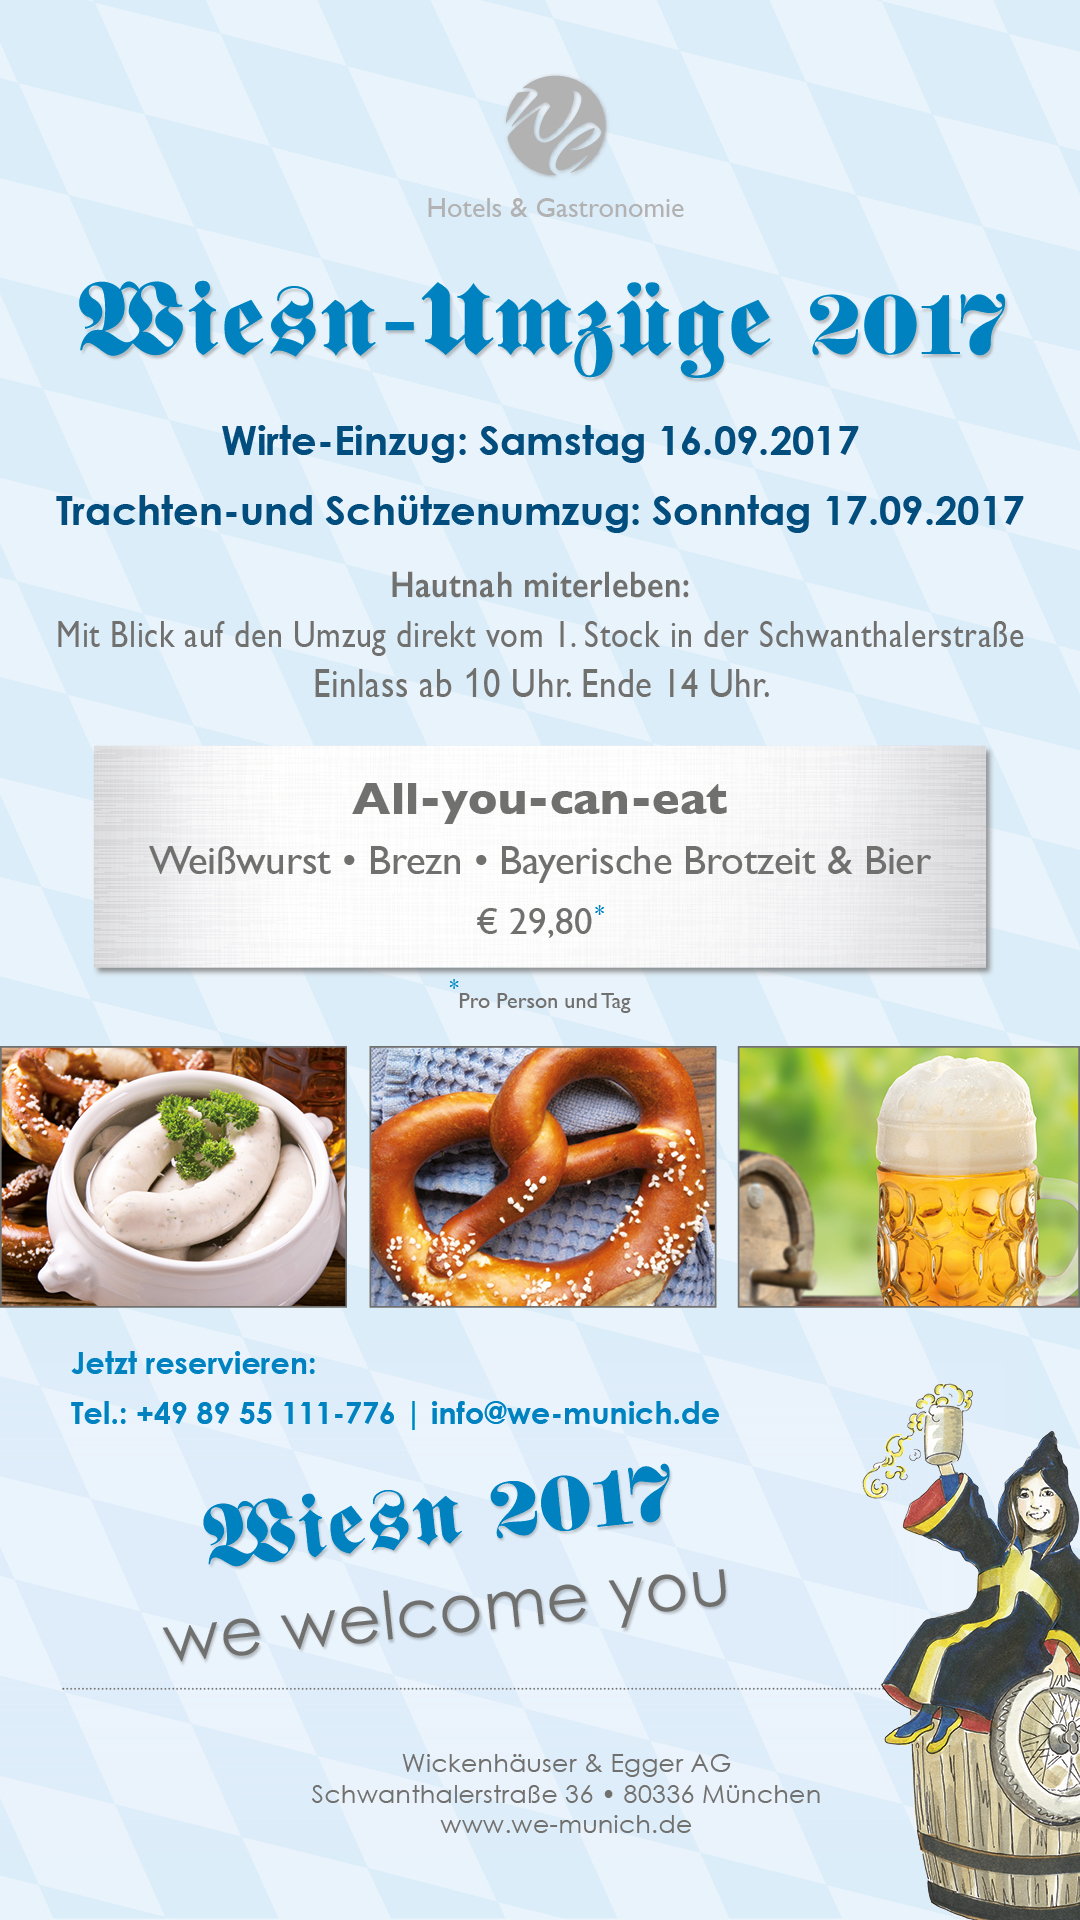 We
Hotels & Gastronomie
Wiesn-Umzüge 2017
Wirte-Einzug: Samstag 16.09.2017
Trachten-und Schützenumzug: Sonntag 17.09.2017
Hautnah miterleben:
Mit Blick auf den Umzug direkt vom 1. Stock in der Schwanthalerstraße
Einlass ab 10 Uhr. Ende 14 Uhr.
All-you-can-eat
Weißwurst • Brezn • Bayerische Brotzeit & Bier
€ 29,80*
*Pro Person und Tag
Jetzt reservieren:
Tel.: +49 89 55 111-776 | info@we-munich.de
Wiesn 2017
we welcome you
Wickenhäuser & Egger AG
Schwanthalerstraße 36 • 80336 München
www.we-munich.de